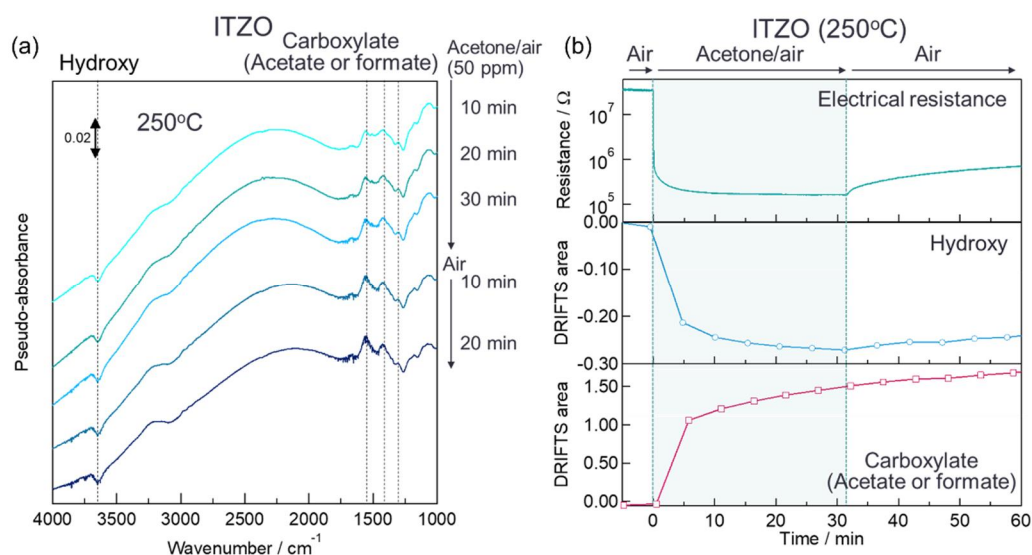 ITZO
(a)
Hydroxy
Carboxylate
(Acetate or formate)
Acetone/air
(50 ppm)
0.02
250°C
10 min
20 min
30 min
Air
10 min
20 min
Pseudo-absorbance
4000 3500 3000 2500 2000 1500 1000
Wavenumber / cm⁻¹
(b)
ITZO (250°C)
Air
Acetone/air
Air
Electrical resistance
Resistance / Ω
10⁷
10⁶
10⁵
Hydroxy
DRIFTS area
0.00
-0.10
-0.20
-0.30
DRIFTS area
1.50
1.00
.50
0.00
Carboxylate
(Acetate or formate)
0 10 20 30 40 50 60
Time / min